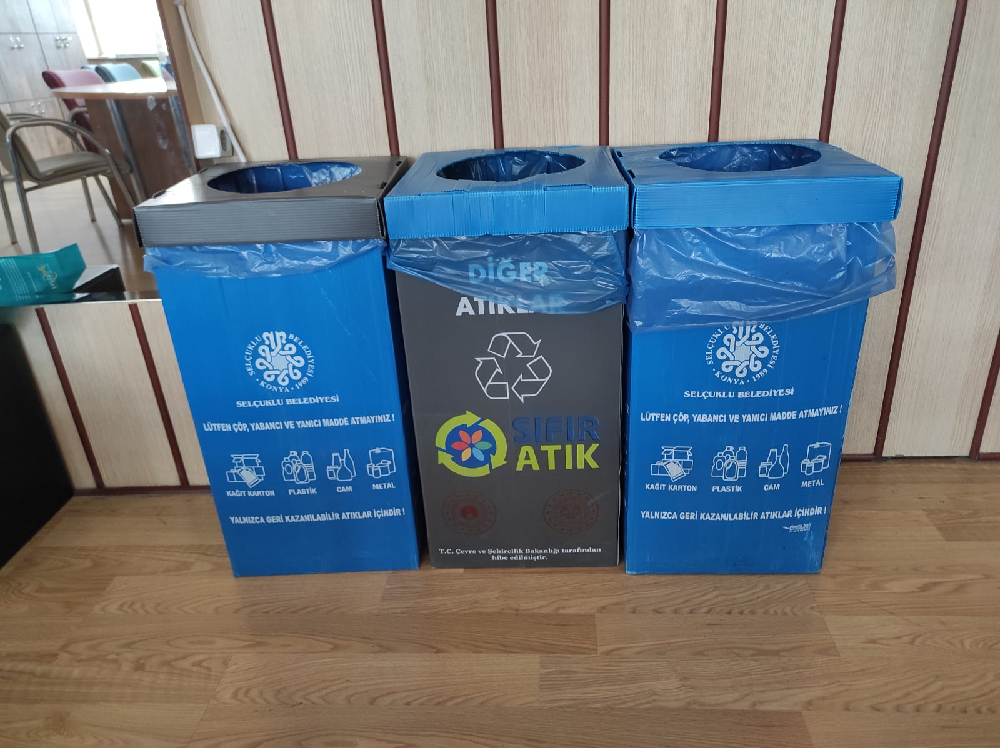 SELÇUKLU BELEDİYESİ
• KONYA • 1989 •
SELÇUKLU BELEDİYESİ
LÜTFEN ÇÖP, YABANCI VE YANICI MADDE ATMAYINIZ !
KAĞIT KARTON
PLASTİK
CAM
METAL
YALNIZCA GERİ KAZANILABİLİR ATIKLAR İÇİNDİR !
DİĞER
ATIKLAR
SIFIR
ATIK
T.C. Çevre ve Şehircilik Bakanlığı tarafından
hibe edilmiştir.
SELÇUKLU BELEDİYESİ
• KONYA • 1989 •
SELÇUKLU BELEDİYESİ
LÜTFEN ÇÖP, YABANCI VE YANICI MADDE ATMAYINIZ !
KAĞIT KARTON
PLASTİK
CAM
METAL
YALNIZCA GERİ KAZANILABİLİR ATIKLAR İÇİNDİR !